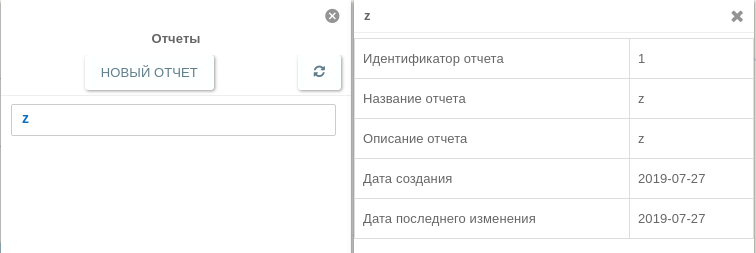 Отчеты
НОВЫЙ ОТЧЕТ
z
z
Идентификатор отчета 1
Название отчета z
Описание отчета z
Дата создания 2019-07-27
Дата последнего изменения 2019-07-27